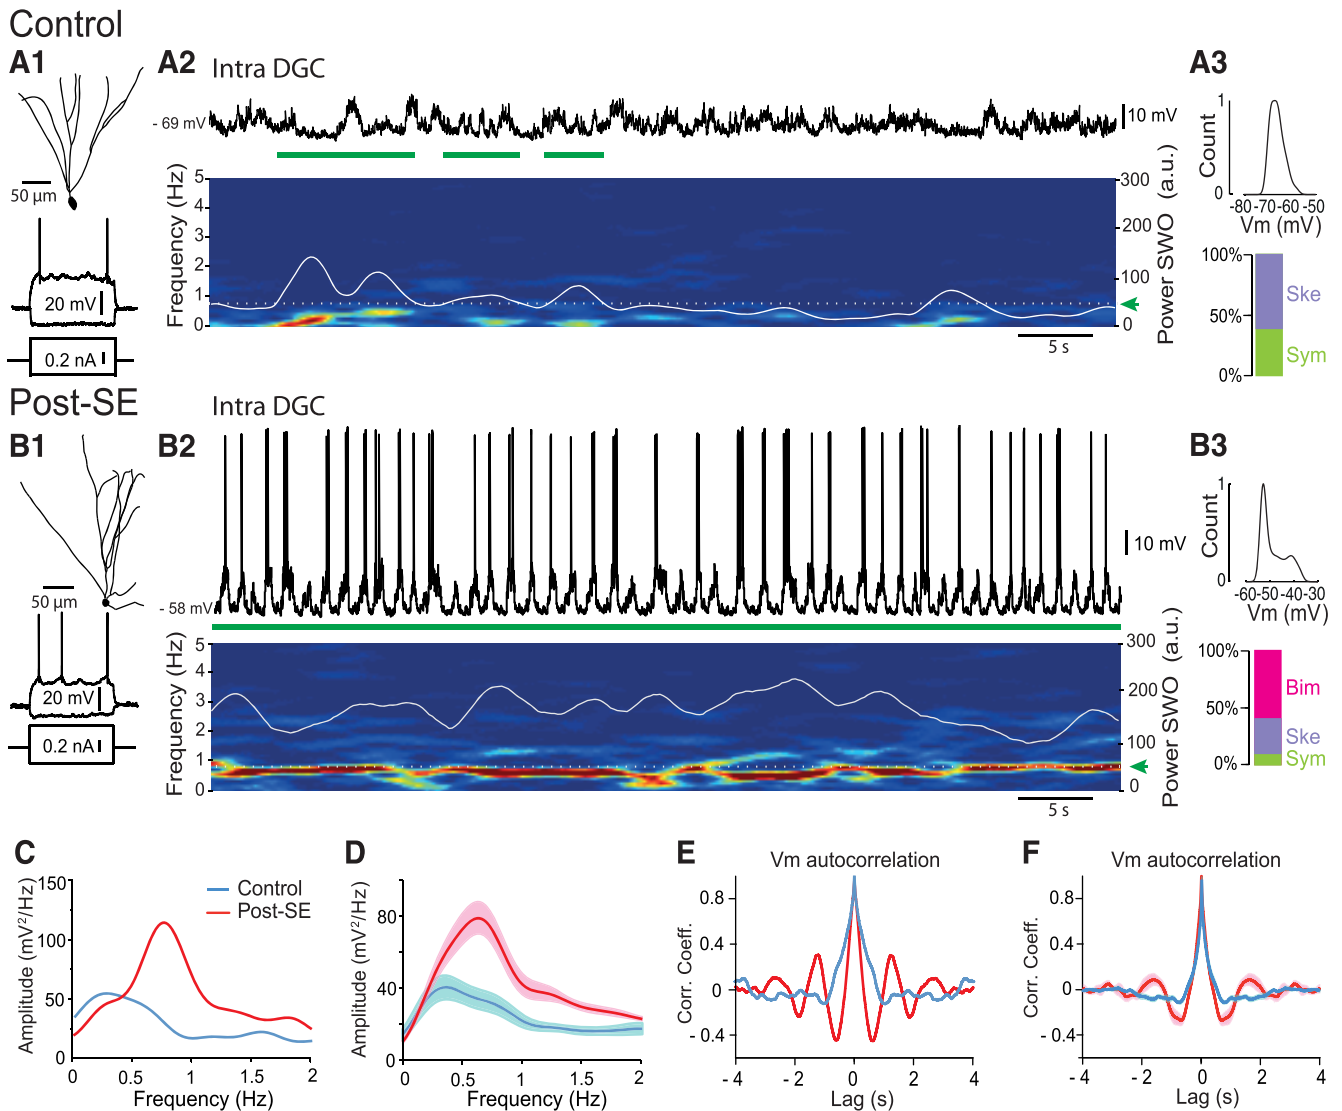 Control
A1
A2 Intra DGC
A3
- 69 mV
10 mV
50 µm
20 mV
0.2 nA
Frequency (Hz)
5
4
3
2
1
0
300
200
100
0
Power SWO (a.u.)
5 s
Count
1
0
-80 -70 -60 -50
Vm (mV)
100%
50%
0%
Ske
Sym
Post-SE
Intra DGC
B1
B2
B3
- 58 mV
10 mV
50 µm
20 mV
0.2 nA
Frequency (Hz)
5
4
3
2
1
0
300
200
100
0
Power SWO (a.u.)
5 s
Count
1
0
-60 -50 -40 -30
Vm (mV)
100%
50%
0%
Bim
Ske
Sym
C
Amplitude (mV²/Hz)
150
100
50
0
0 0.5 1 1.5 2
Frequency (Hz)
Control
Post-SE
D
Amplitude (mV²/Hz)
80
40
0
0 0.5 1 1.5 2
Frequency (Hz)
E
Vm autocorrelation
Corr. Coeff.
0.8
0.4
0
- 0.4
- 4 - 2 0 2 4
Lag (s)
F
Vm autocorrelation
Corr. Coeff.
0.8
0.4
0
- 0.4
- 4 - 2 0 2 4
Lag (s)